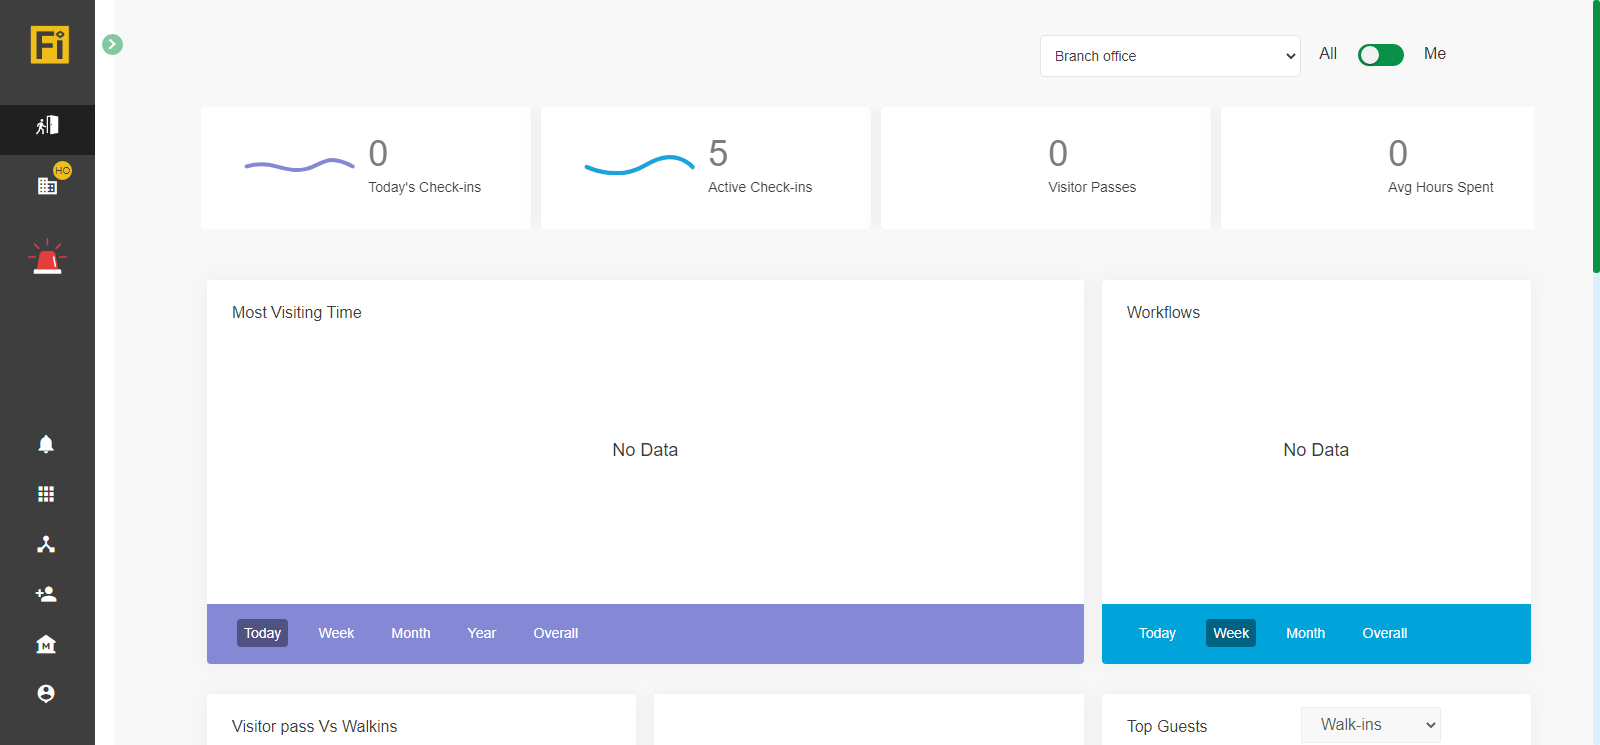 Fi
Branch office
All
Me
HO
0
Today's Check-ins
5
Active Check-ins
0
Visitor Passes
0
Avg Hours Spent
Most Visiting Time
No Data
Today Week Month Year Overall
Workflows
No Data
Today Week Month Overall
M
Visitor pass Vs Walkins
Top Guests
Walk-ins